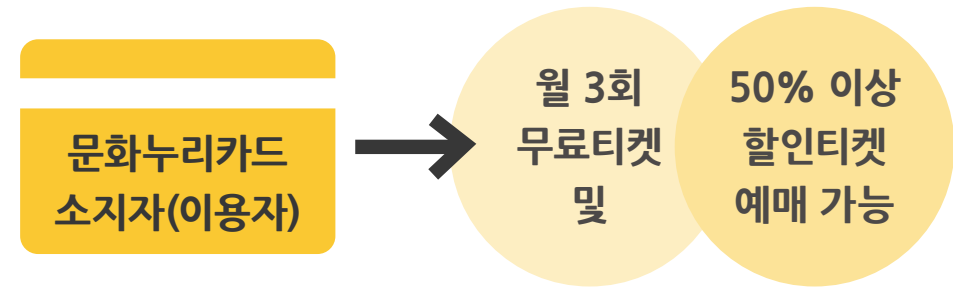 문화누리카드
소지자(이용자)
월 3회
무료티켓
및
50% 이상
할인티켓
예매 가능